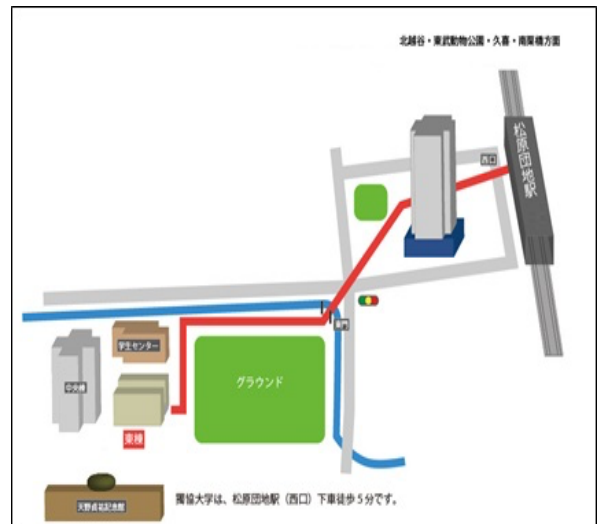 北越谷・東武動物公園・久喜・南栗橋方面
松原団地駅
西口
東門
学生センター
中央棟
グラウンド
東棟
天野貞祐記念館
獨協大学は、松原団地駅（西口）下車徒歩５分です。